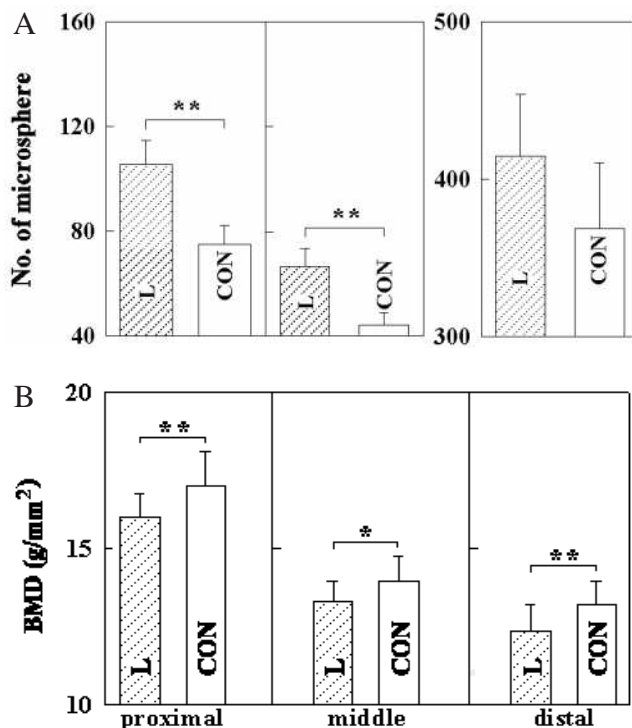 A
160
120
80
40
No. of microsphere
**
L
CON
**
L
CON
500
400
300
L
CON
B
20
15
10
BMD (g/mm²)
**
L
CON
*
L
CON
**
L
CON
proximal middle distal